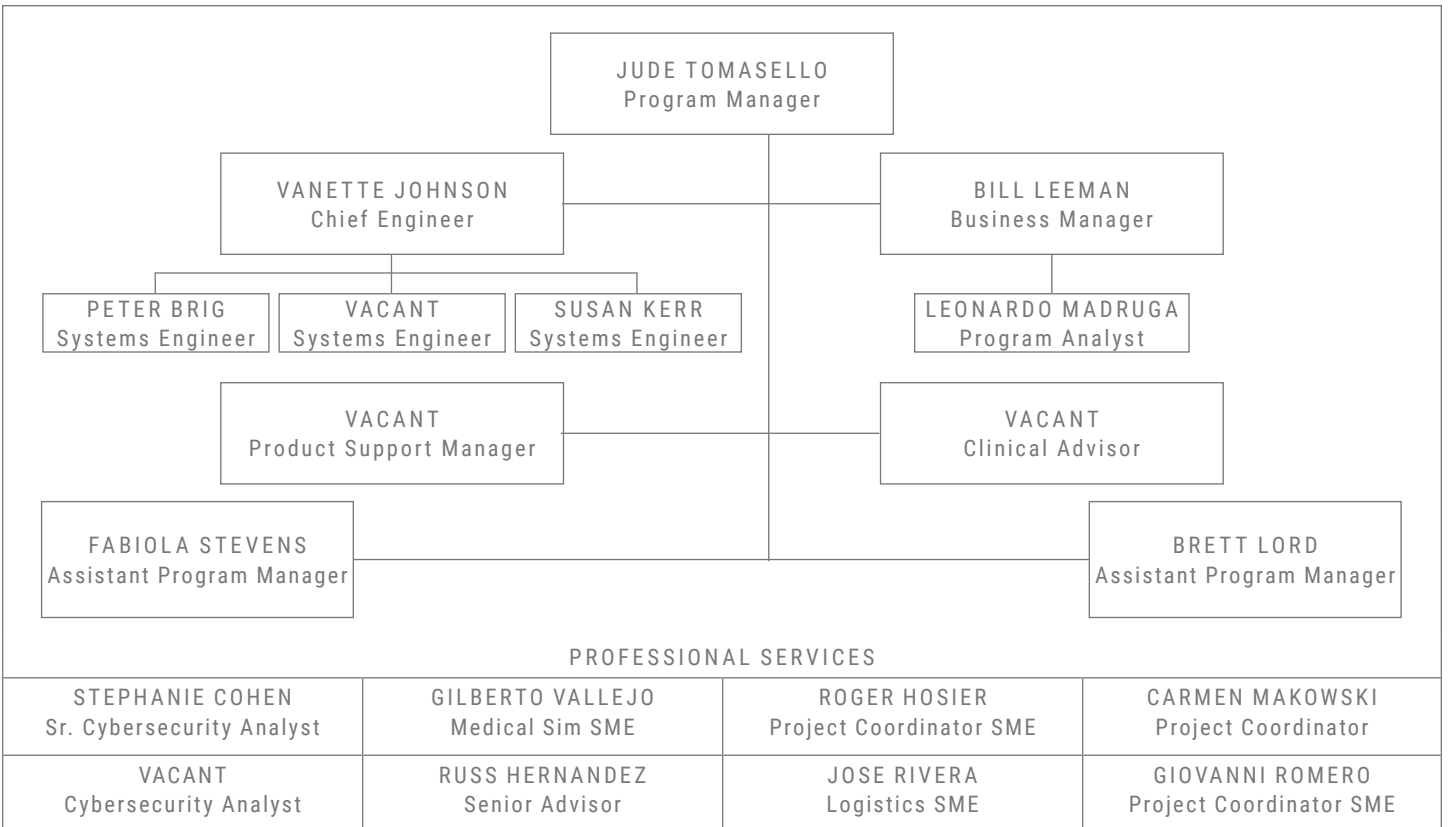 JUDE TOMASELLO
Program Manager
VANETTE JOHNSON
Chief Engineer
BILL LEEMAN
Business Manager
PETER BRIG
Systems Engineer
VACANT
Systems Engineer
SUSAN KERR
Systems Engineer
LEONARDO MADRUGA
Program Analyst
VACANT
Product Support Manager
VACANT
Clinical Advisor
FABIOLA STEVENS
Assistant Program Manager
BRETT LORD
Assistant Program Manager
PROFESSIONAL SERVICES
STEPHANIE COHEN
Sr. Cybersecurity Analyst
GILBERTO VALLEJO
Medical Sim SME
ROGER HOSIER
Project Coordinator SME
CARMEN MAKOWSKI
Project Coordinator
VACANT
Cybersecurity Analyst
RUSS HERNANDEZ
Senior Advisor
JOSE RIVERA
Logistics SME
GIOVANNI ROMERO
Project Coordinator SME